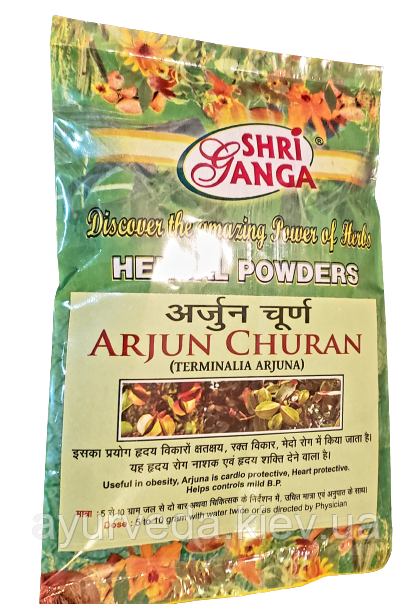 SHRI
GANGA
®
Discover the amazing Power of Herbs
HERBAL POWDERS
अर्जुन चूर्ण
ARJUN CHURAN
(TERMINALIA ARJUNA)
इसका प्रयोग हृदय विकारों क्षतक्षय, रक्त विकार, मेदो रोग में किया जाता है।
यह हृदय रोग नाशक एवं हृदय शक्ति देने वाला है।
Useful in obesity, Arjuna is cardio protective, Heart protective.
Helps controls mild B.P.
मात्रा : 5 से 10 ग्राम जल से दो बार अथवा चिकित्सक के निर्देशन में, उचित मात्रा एवं अनुपान के साथ।
Dose : 5 to 10 gram with water twice or as directed by Physician
ayurveda.kiev.ua